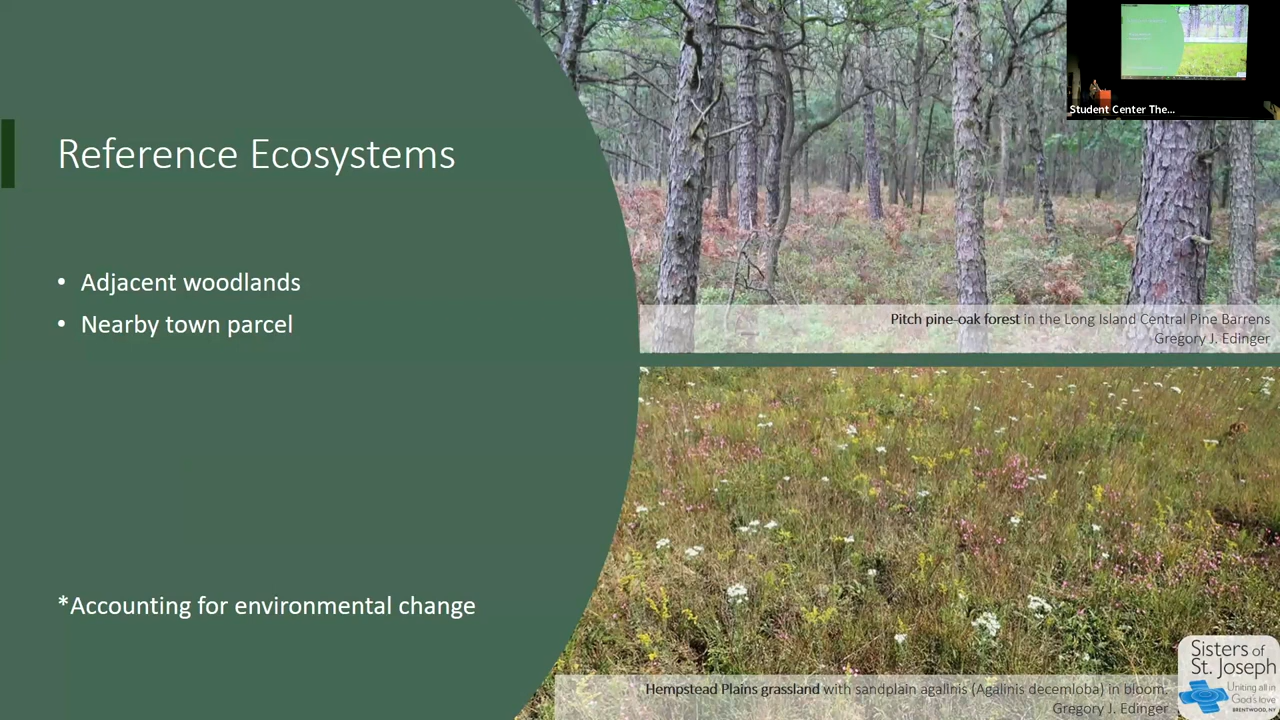 Student Center The...
Reference Ecosystems
• Adjacent woodlands
• Nearby town parcel
Pitch pine-oak forest in the Long Island Central Pine Barrens
Gregory J. Edinger
*Accounting for environmental change
Hempstead Plains grassland with sandplain agalinis (Agalinis decemloba) in bloom.
Gregory J. Edinger
Sisters of
St. Joseph
Uniting all in
God's love
BRENTWOOD, NY